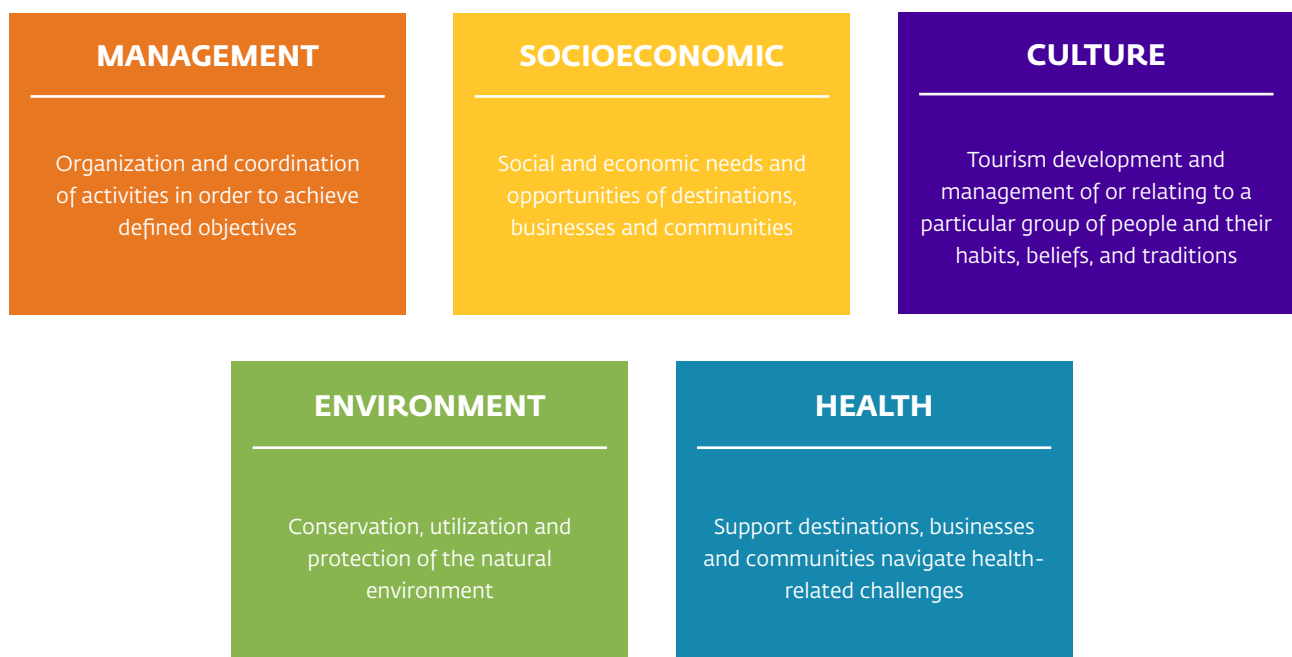 MANAGEMENT
Organization and coordination
of activities in order to achieve
defined objectives
SOCIOECONOMIC
Social and economic needs and
opportunities of destinations,
businesses and communities
CULTURE
Tourism development and
management of or relating to a
particular group of people and their
habits, beliefs, and traditions
ENVIRONMENT
Conservation, utilization and
protection of the natural
environment
HEALTH
Support destinations, businesses
and communities navigate health-
related challenges